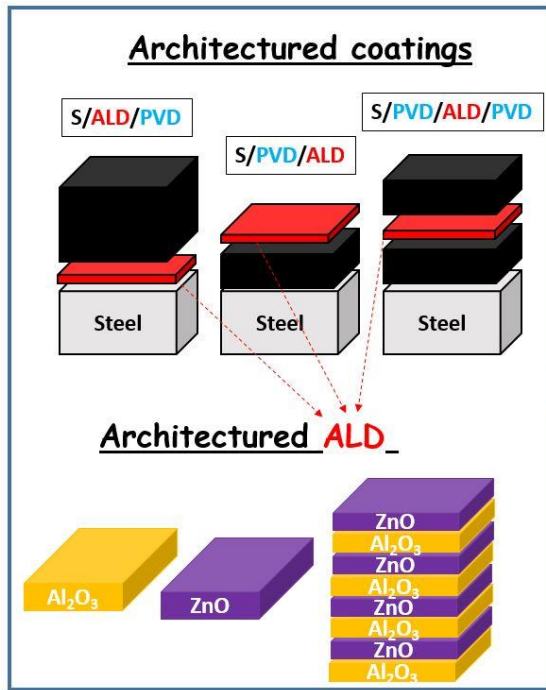 Architectured coatings
S/ALD/PVD
S/PVD/ALD
S/PVD/ALD/PVD
Steel
Steel
Steel
Architectured ALD
Al₂O₃
ZnO
ZnO
Al₂O₃
ZnO
Al₂O₃
ZnO
Al₂O₃
ZnO
Al₂O₃